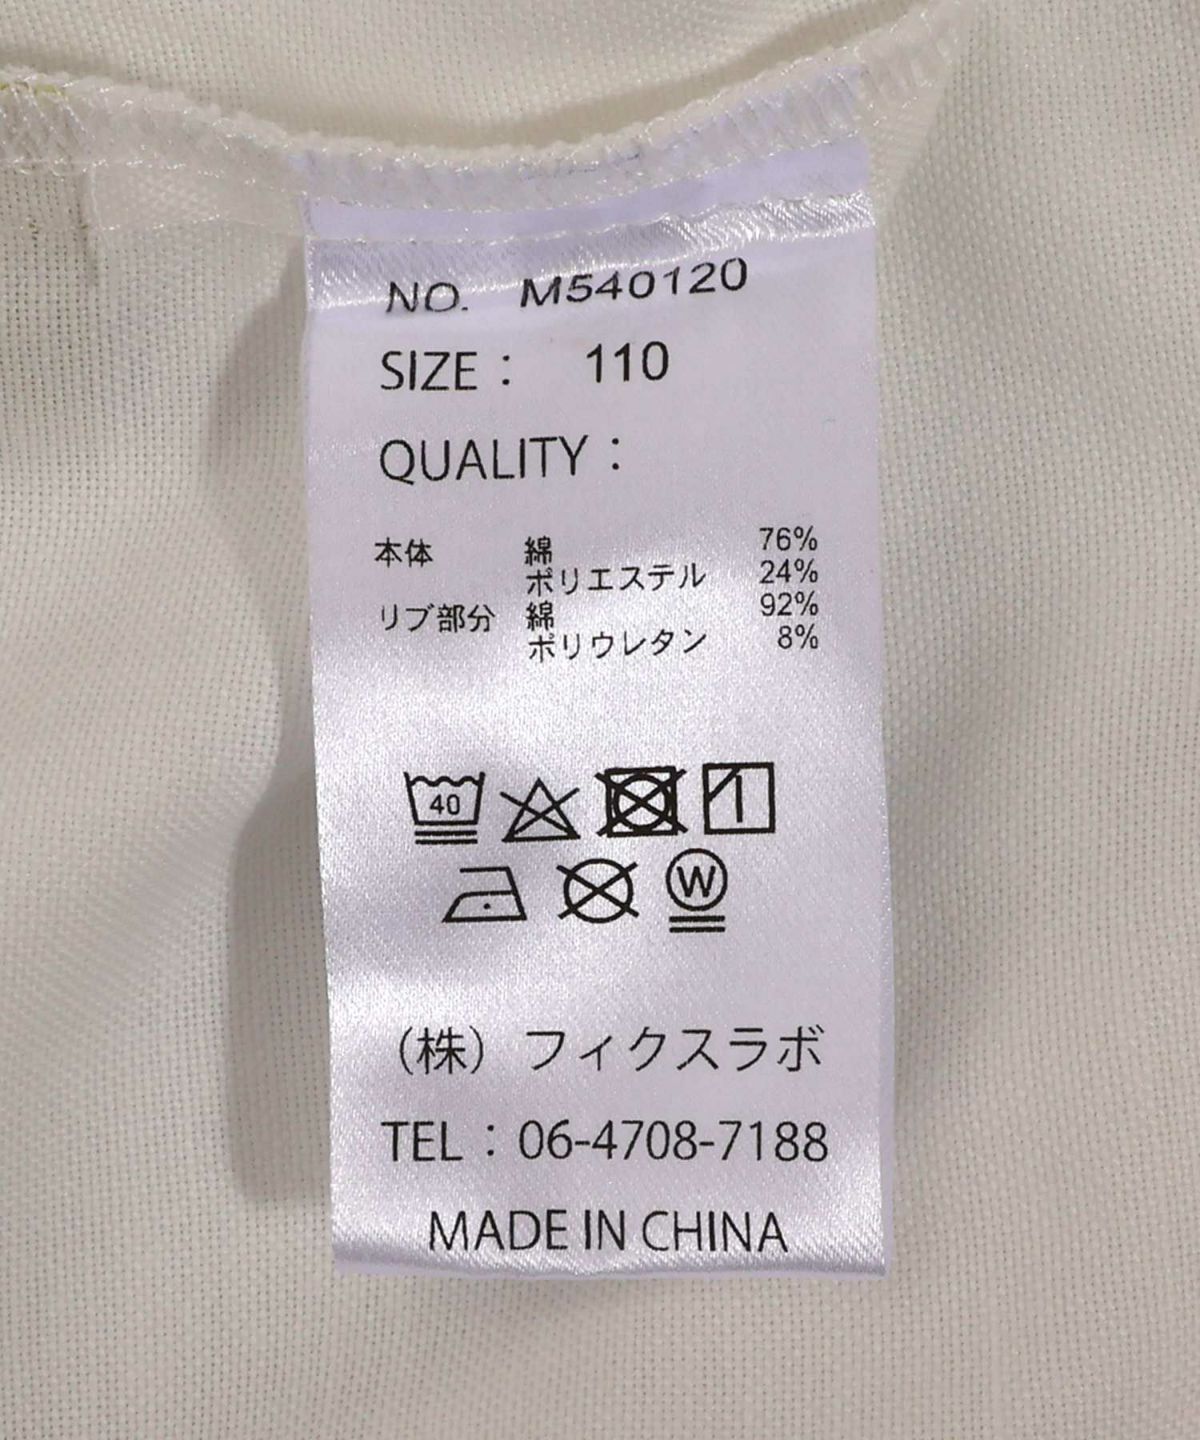 NO. M540120
SIZE： 110
QUALITY：
本体 綿 76%
ポリエステル 24%
リブ部分 綿 92%
ポリウレタン 8%
40
W
（株）フィクスラボ
TEL：06-4708-7188
MADE IN CHINA